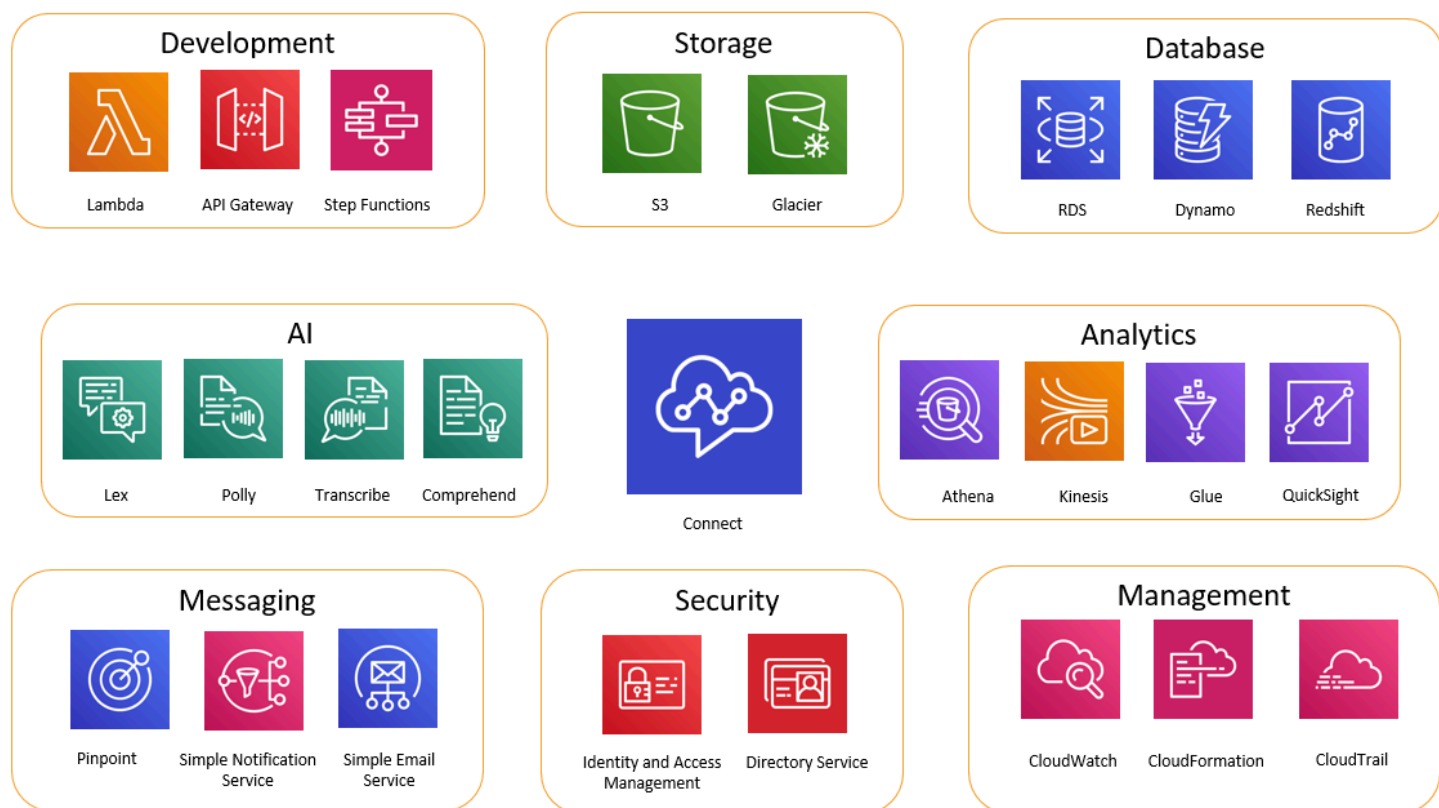 Development
Lambda
API Gateway
Step Functions
Storage
S3
Glacier
Database
RDS
Dynamo
Redshift
AI
Lex
Polly
Transcribe
Comprehend
Connect
Analytics
Athena
Kinesis
Glue
QuickSight
Messaging
Pinpoint
Simple Notification
Service
Simple Email
Service
Security
Identity and Access
Management
Directory Service
Management
CloudWatch
CloudFormation
CloudTrail